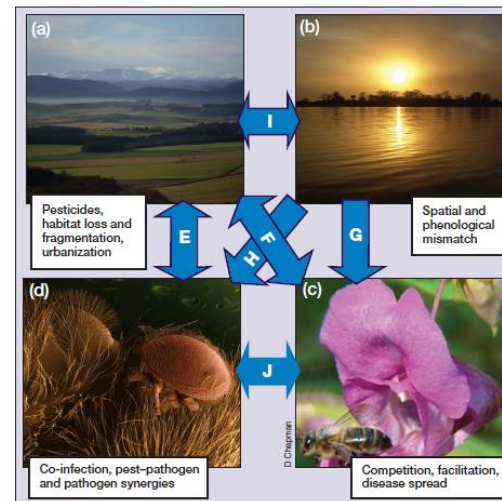 (a)
(b)
I
Pesticides,
habitat loss and
fragmentation,
urbanization
Spatial and
phenological
mismatch
E
F
H
G
(d)
(c)
J
D Chapman
Co-infection, pest–pathogen
and pathogen synergies
Competition, facilitation,
disease spread